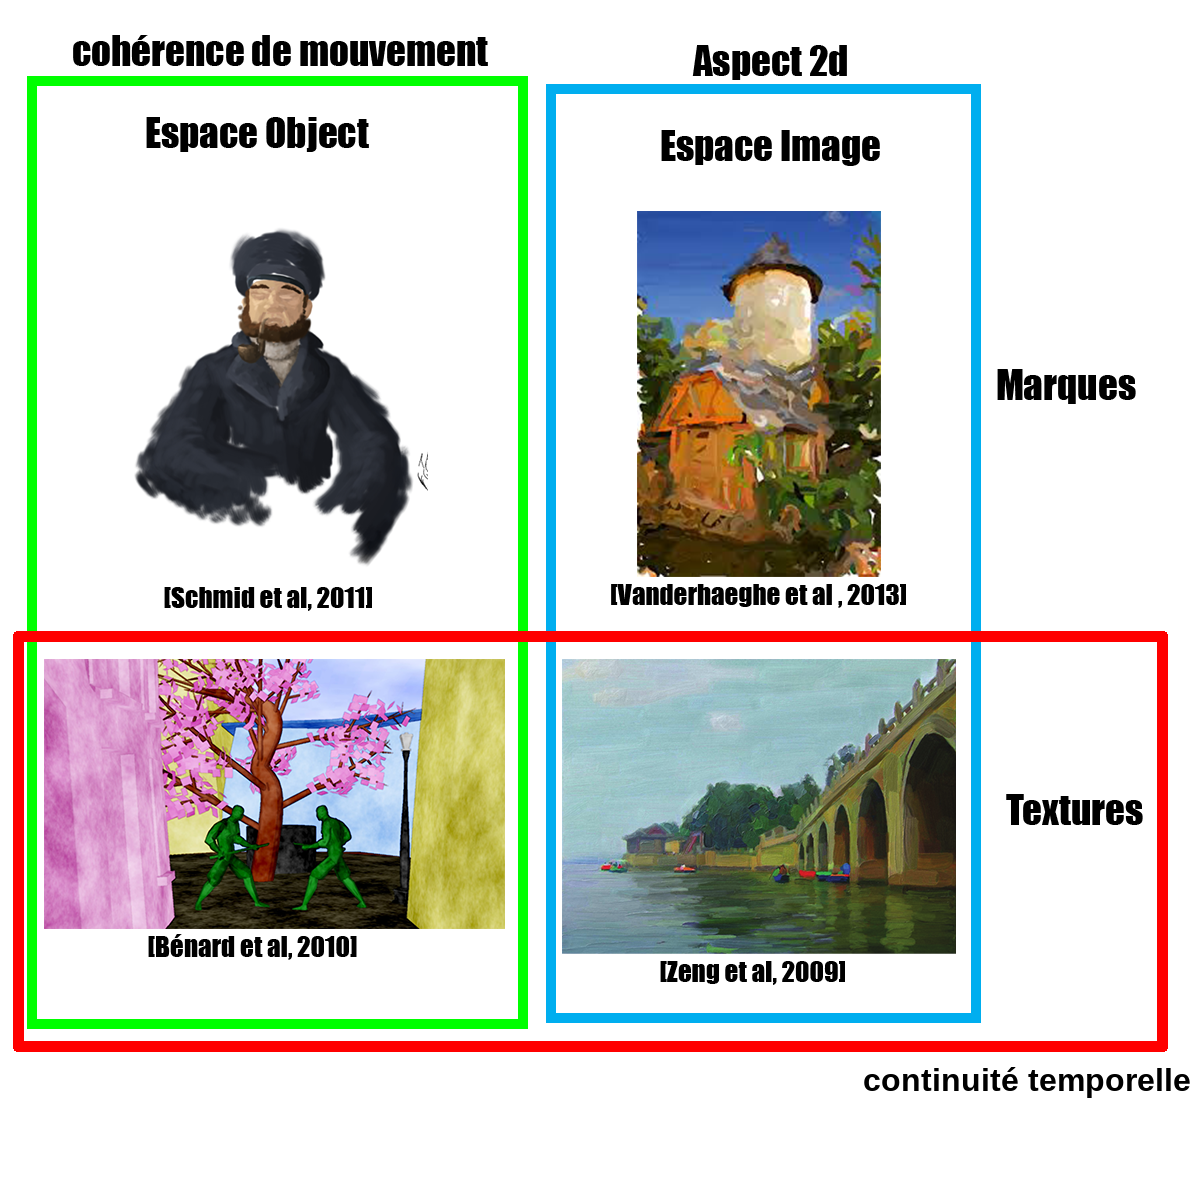 cohérence de mouvement
Aspect 2d
Espace Object
Espace Image
Marques
[Schmid et al, 2011]
[Vanderhaeghe et al , 2013]
Textures
[Bénard et al, 2010]
[Zeng et al, 2009]
continuité temporelle